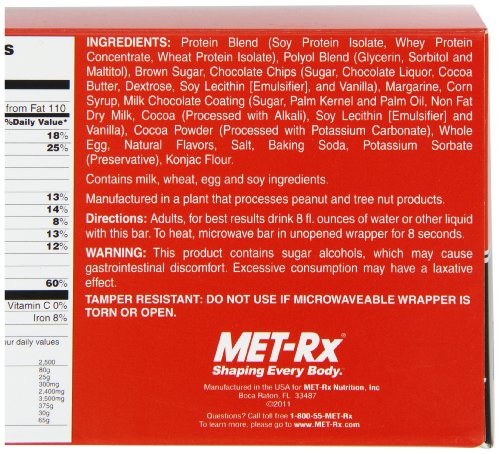 s
from Fat 110
%Daily Value*
18%
25%
13%
14%
8%
13%
12%
60%
Vitamin C 0%
Iron 8%
our daily values
2,500
80g
25g
300mg
2,400mg
3,500mg
375g
30g
65g
INGREDIENTS: Protein Blend (Soy Protein Isolate, Whey Protein
Concentrate, Wheat Protein Isolate), Polyol Blend (Glycerin, Sorbitol and
Maltitol), Brown Sugar, Chocolate Chips (Sugar, Chocolate Liquor, Cocoa
Butter, Dextrose, Soy Lecithin [Emulsifier], and Vanilla), Margarine, Corn
Syrup, Milk Chocolate Coating (Sugar, Palm Kernel and Palm Oil, Non Fat
Dry Milk, Cocoa (Processed with Alkali), Soy Lecithin [Emulsifier] and
Vanilla), Cocoa Powder (Processed with Potassium Carbonate), Whole
Egg, Natural Flavors, Salt, Baking Soda, Potassium Sorbate
(Preservative), Konjac Flour.
Contains milk, wheat, egg and soy ingredients.
Manufactured in a plant that processes peanut and tree nut products.
Directions: Adults, for best results drink 8 fl. ounces of water or other liquid
with this bar. To heat, microwave bar in unopened wrapper for 8 seconds.
WARNING: This product contains sugar alcohols, which may cause
gastrointestinal discomfort. Excessive consumption may have a laxative
effect.
TAMPER RESISTANT: DO NOT USE IF MICROWAVEABLE WRAPPER IS
TORN OR OPEN.
MET-Rx®
Shaping Every Body.®
Manufactured in the USA for MET-Rx Nutrition, Inc
Boca Raton, FL 33487
©2011
Questions? Call toll free 1-800-55-MET-Rx
To learn more, please go to www.MET-Rx.com